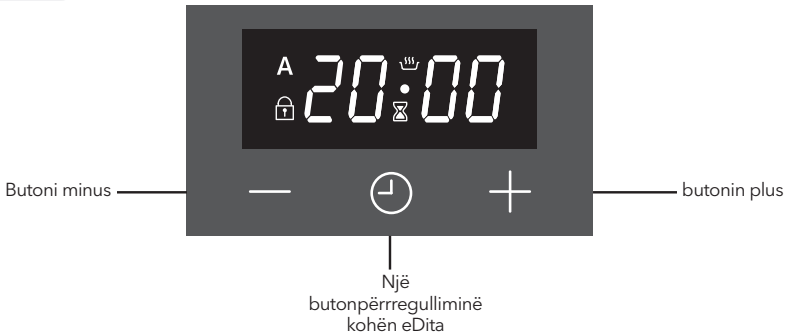 A
20:00
Butoni minus
butonin plus
Një
butonpërrregulliminë
kohën eDita